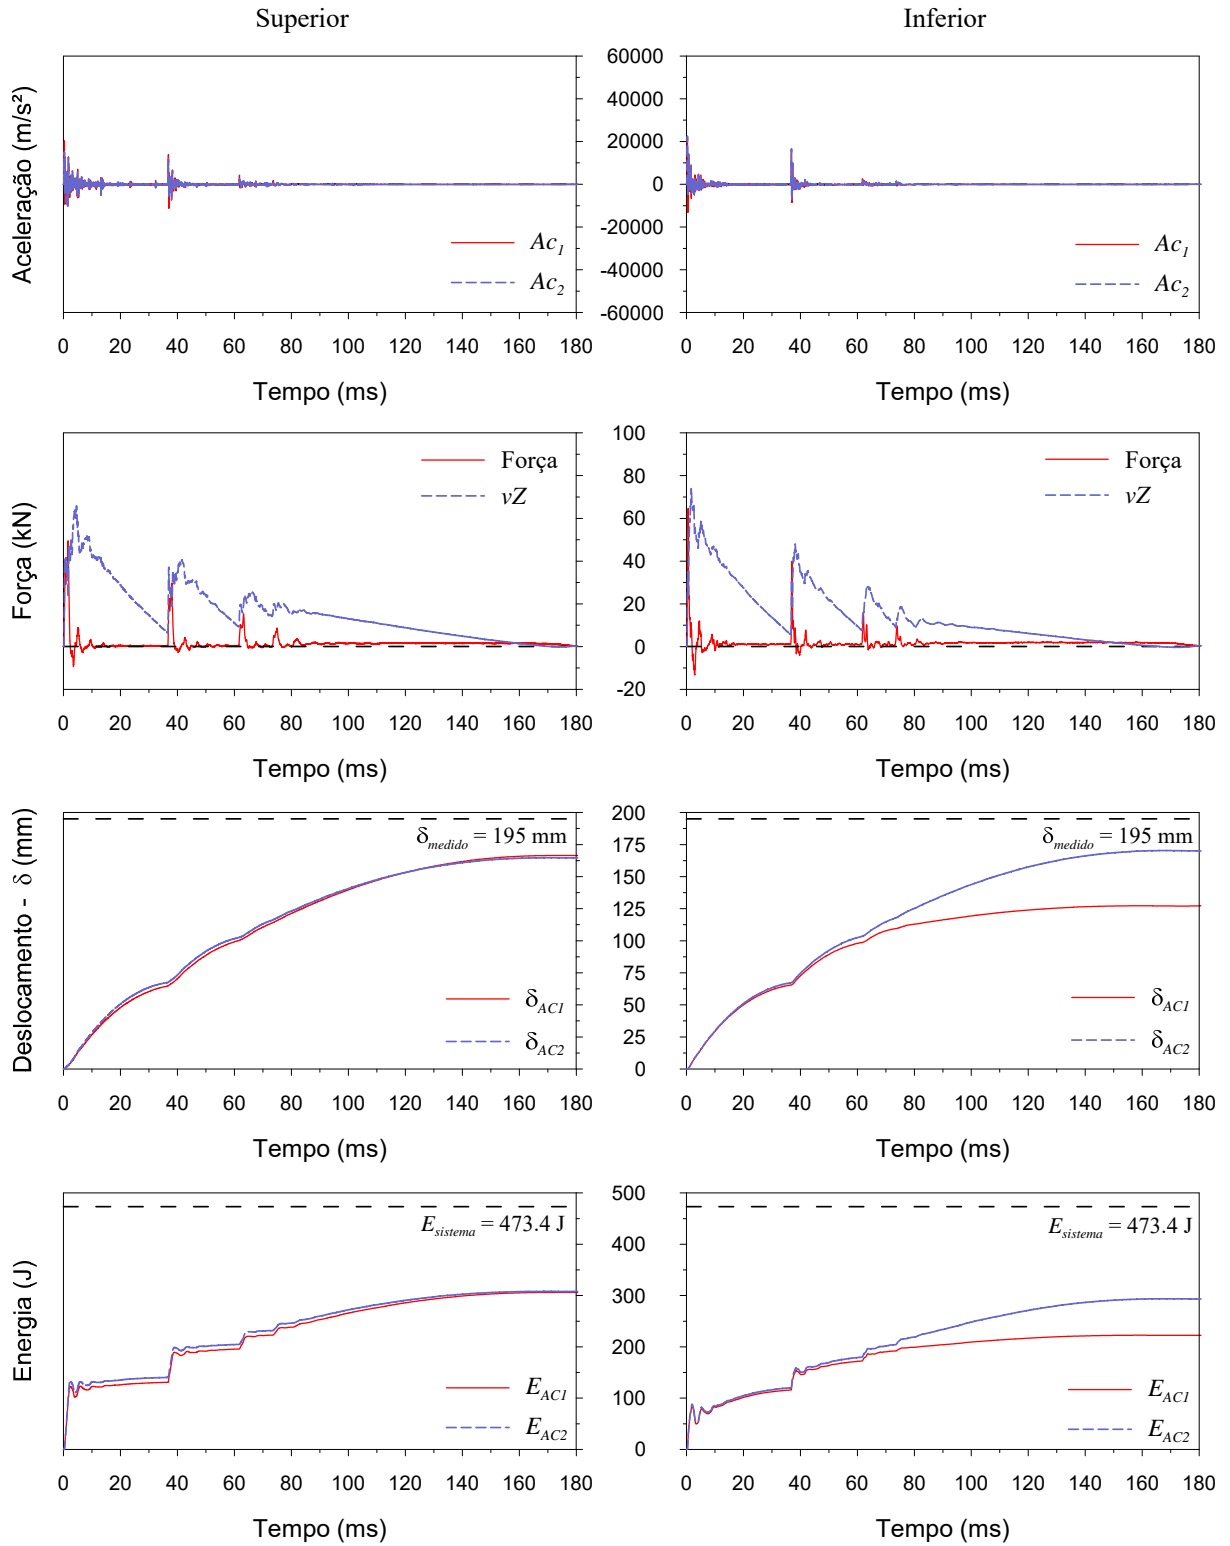 Superior Inferior
60000
40000
20000
0
-20000
-40000
-60000
Aceleração (m/s²)
Ac1
Ac2
Ac1
Ac2
0 20 40 60 80 100 120 140 160 180
0 20 40 60 80 100 120 140 160 180
Tempo (ms) Tempo (ms)
100
80
60
40
20
0
-20
Força (kN)
Força
vZ
Força
vZ
0 20 40 60 80 100 120 140 160 180
0 20 40 60 80 100 120 140 160 180
Tempo (ms) Tempo (ms)
200
175
150
125
100
75
50
25
0
Deslocamento - δ (mm)
δmedido = 195 mm
δAC1
δAC2
δmedido = 195 mm
δAC1
δAC2
0 20 40 60 80 100 120 140 160 180
0 20 40 60 80 100 120 140 160 180
Tempo (ms) Tempo (ms)
500
400
300
200
100
0
Energia (J)
Esistema = 473.4 J
EAC1
EAC2
Esistema = 473.4 J
EAC1
EAC2
0 20 40 60 80 100 120 140 160 180
0 20 40 60 80 100 120 140 160 180
Tempo (ms) Tempo (ms)